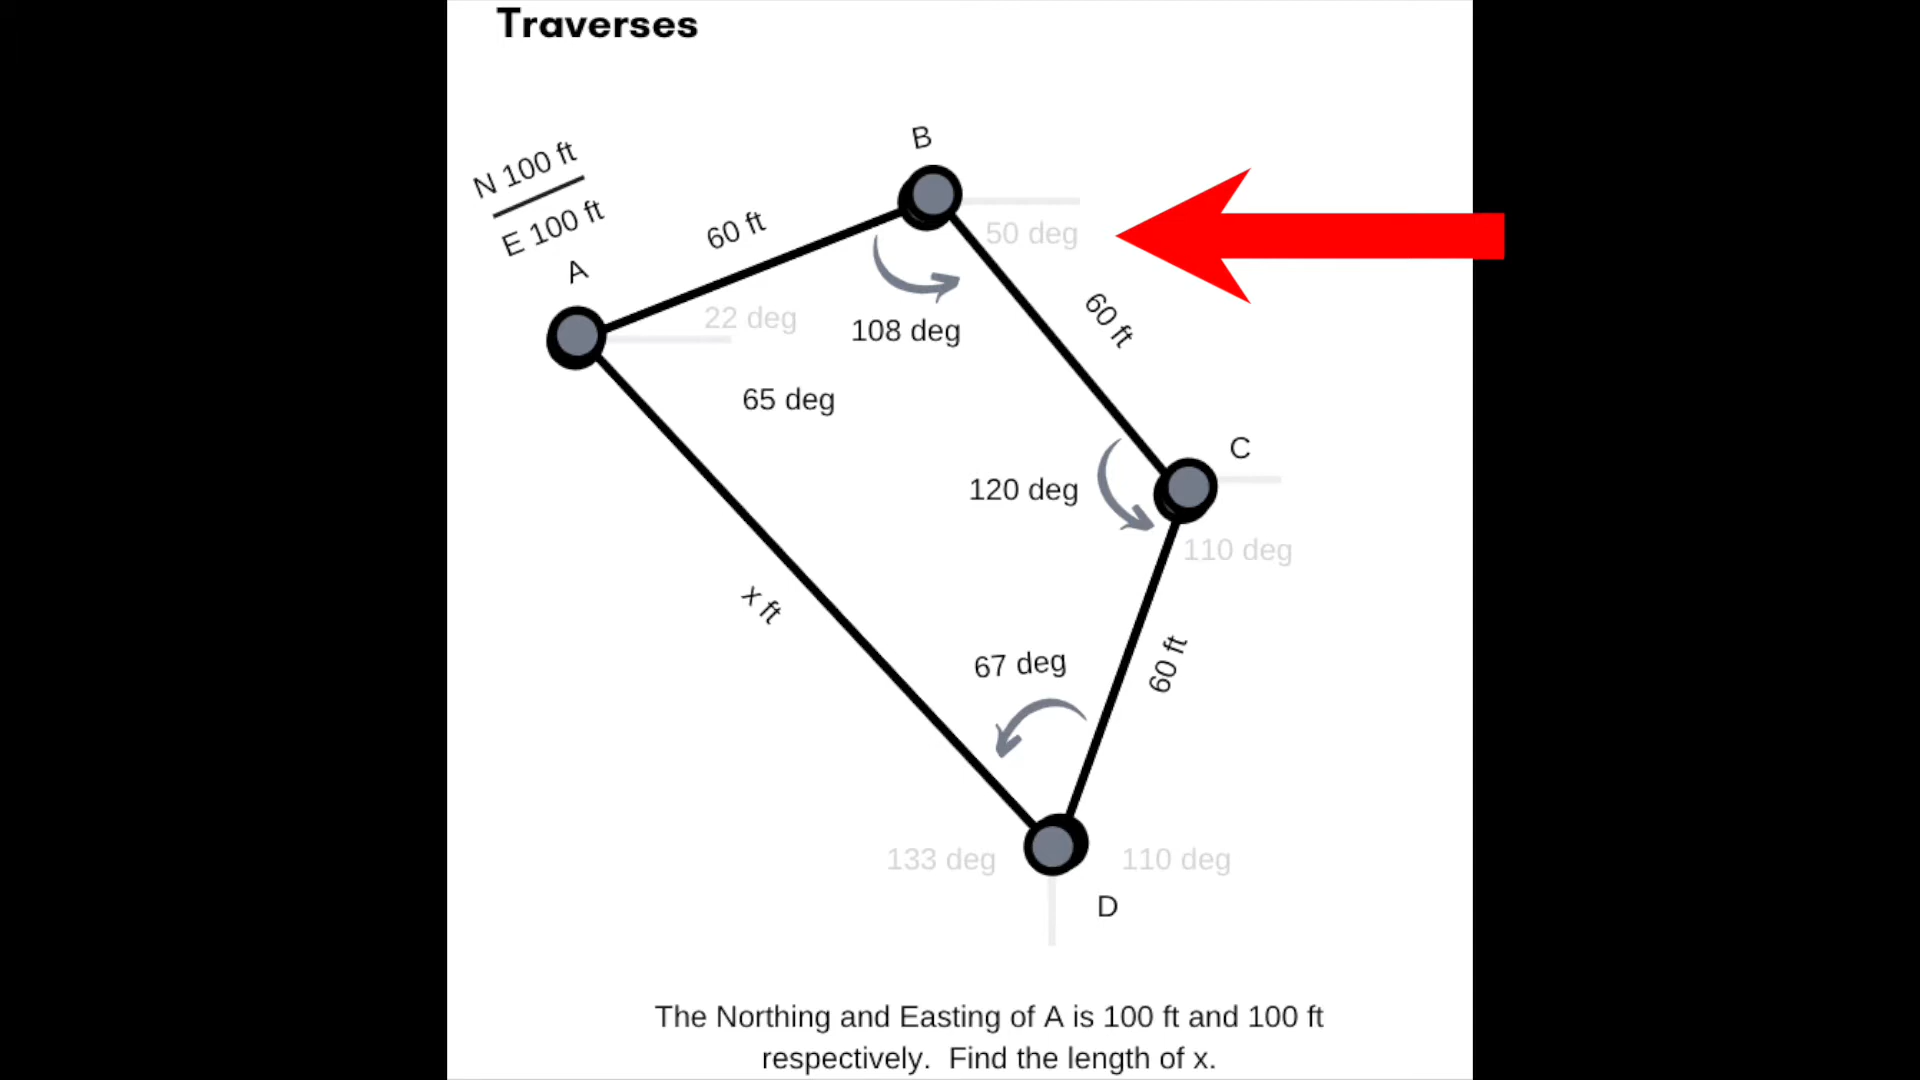 Traverses
B
N 100 ft
E 100 ft
60 ft
50 deg
A
22 deg
108 deg
60 ft
65 deg
C
120 deg
110 deg
x ft
67 deg
60 ft
133 deg
110 deg
D
The Northing and Easting of A is 100 ft and 100 ft
respectively.  Find the length of x.